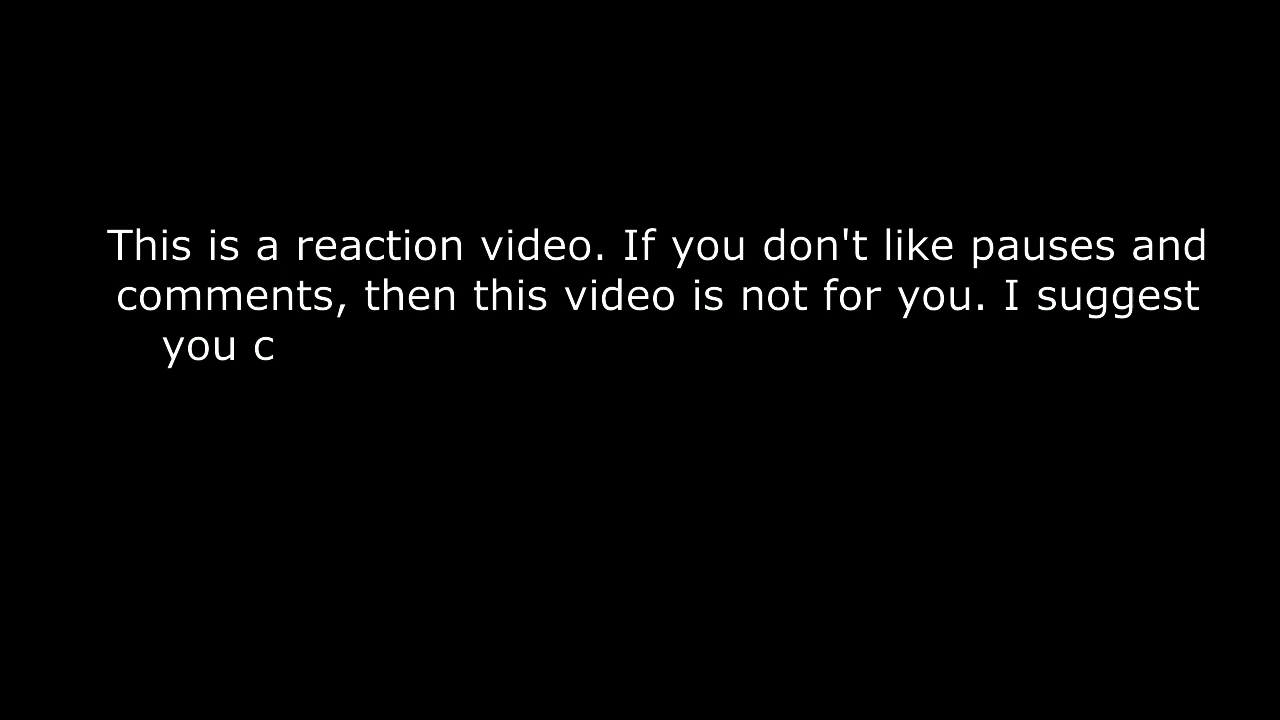 This is a reaction video. If you don't like pauses and
comments, then this video is not for you. I suggest
you c